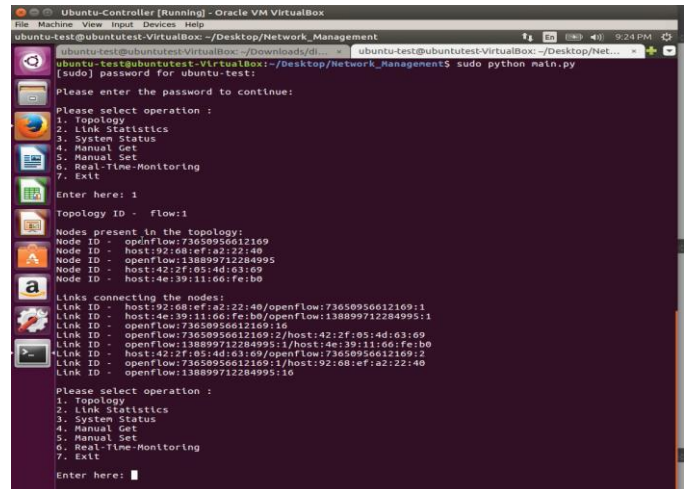 Ubuntu-Controller [Running] - Oracle VM VirtualBox
File Machine View Input Devices Help
ubuntu-test@ubuntutest-VirtualBox: ~/Desktop/Network_Management En 9:24 PM
ubuntu-test@ubuntutest-VirtualBox: ~/Downloads/di... × ubuntu-test@ubuntutest-VirtualBox: ~/Desktop/Net... ×
ubuntu-test@ubuntutest-VirtualBox:~/Desktop/Network_Management$ sudo python main.py
[sudo] password for ubuntu-test:
Please enter the password to continue:
Please select operation :
1. Topology
2. Link Statistics
3. System Status
4. Manual Get
5. Manual Set
6. Real-Time-Monitoring
7. Exit
Enter here: 1
Topology ID - flow:1
Nodes present in the topology:
Node ID - openflow:73650956612169
Node ID - host:92:68:ef:a2:22:40
Node ID - openflow:138899712284995
Node ID - host:42:2f:05:4d:63:69
Node ID - host:4e:39:11:66:fe:b0
Links connecting the nodes:
Link ID - host:92:68:ef:a2:22:40/openflow:73650956612169:1
Link ID - host:4e:39:11:66:fe:b0/openflow:138899712284995:1
Link ID - openflow:73650956612169:16
Link ID - openflow:73650956612169:2/host:42:2f:05:4d:63:69
Link ID - openflow:138899712284995:1/host:4e:39:11:66:fe:b0
Link ID - host:42:2f:05:4d:63:69/openflow:73650956612169:2
Link ID - openflow:73650956612169:1/host:92:68:ef:a2:22:40
Link ID - openflow:138899712284995:16
Please select operation :
1. Topology
2. Link Statistics
3. System Status
4. Manual Get
5. Manual Set
6. Real-Time-Monitoring
7. Exit
Enter here: